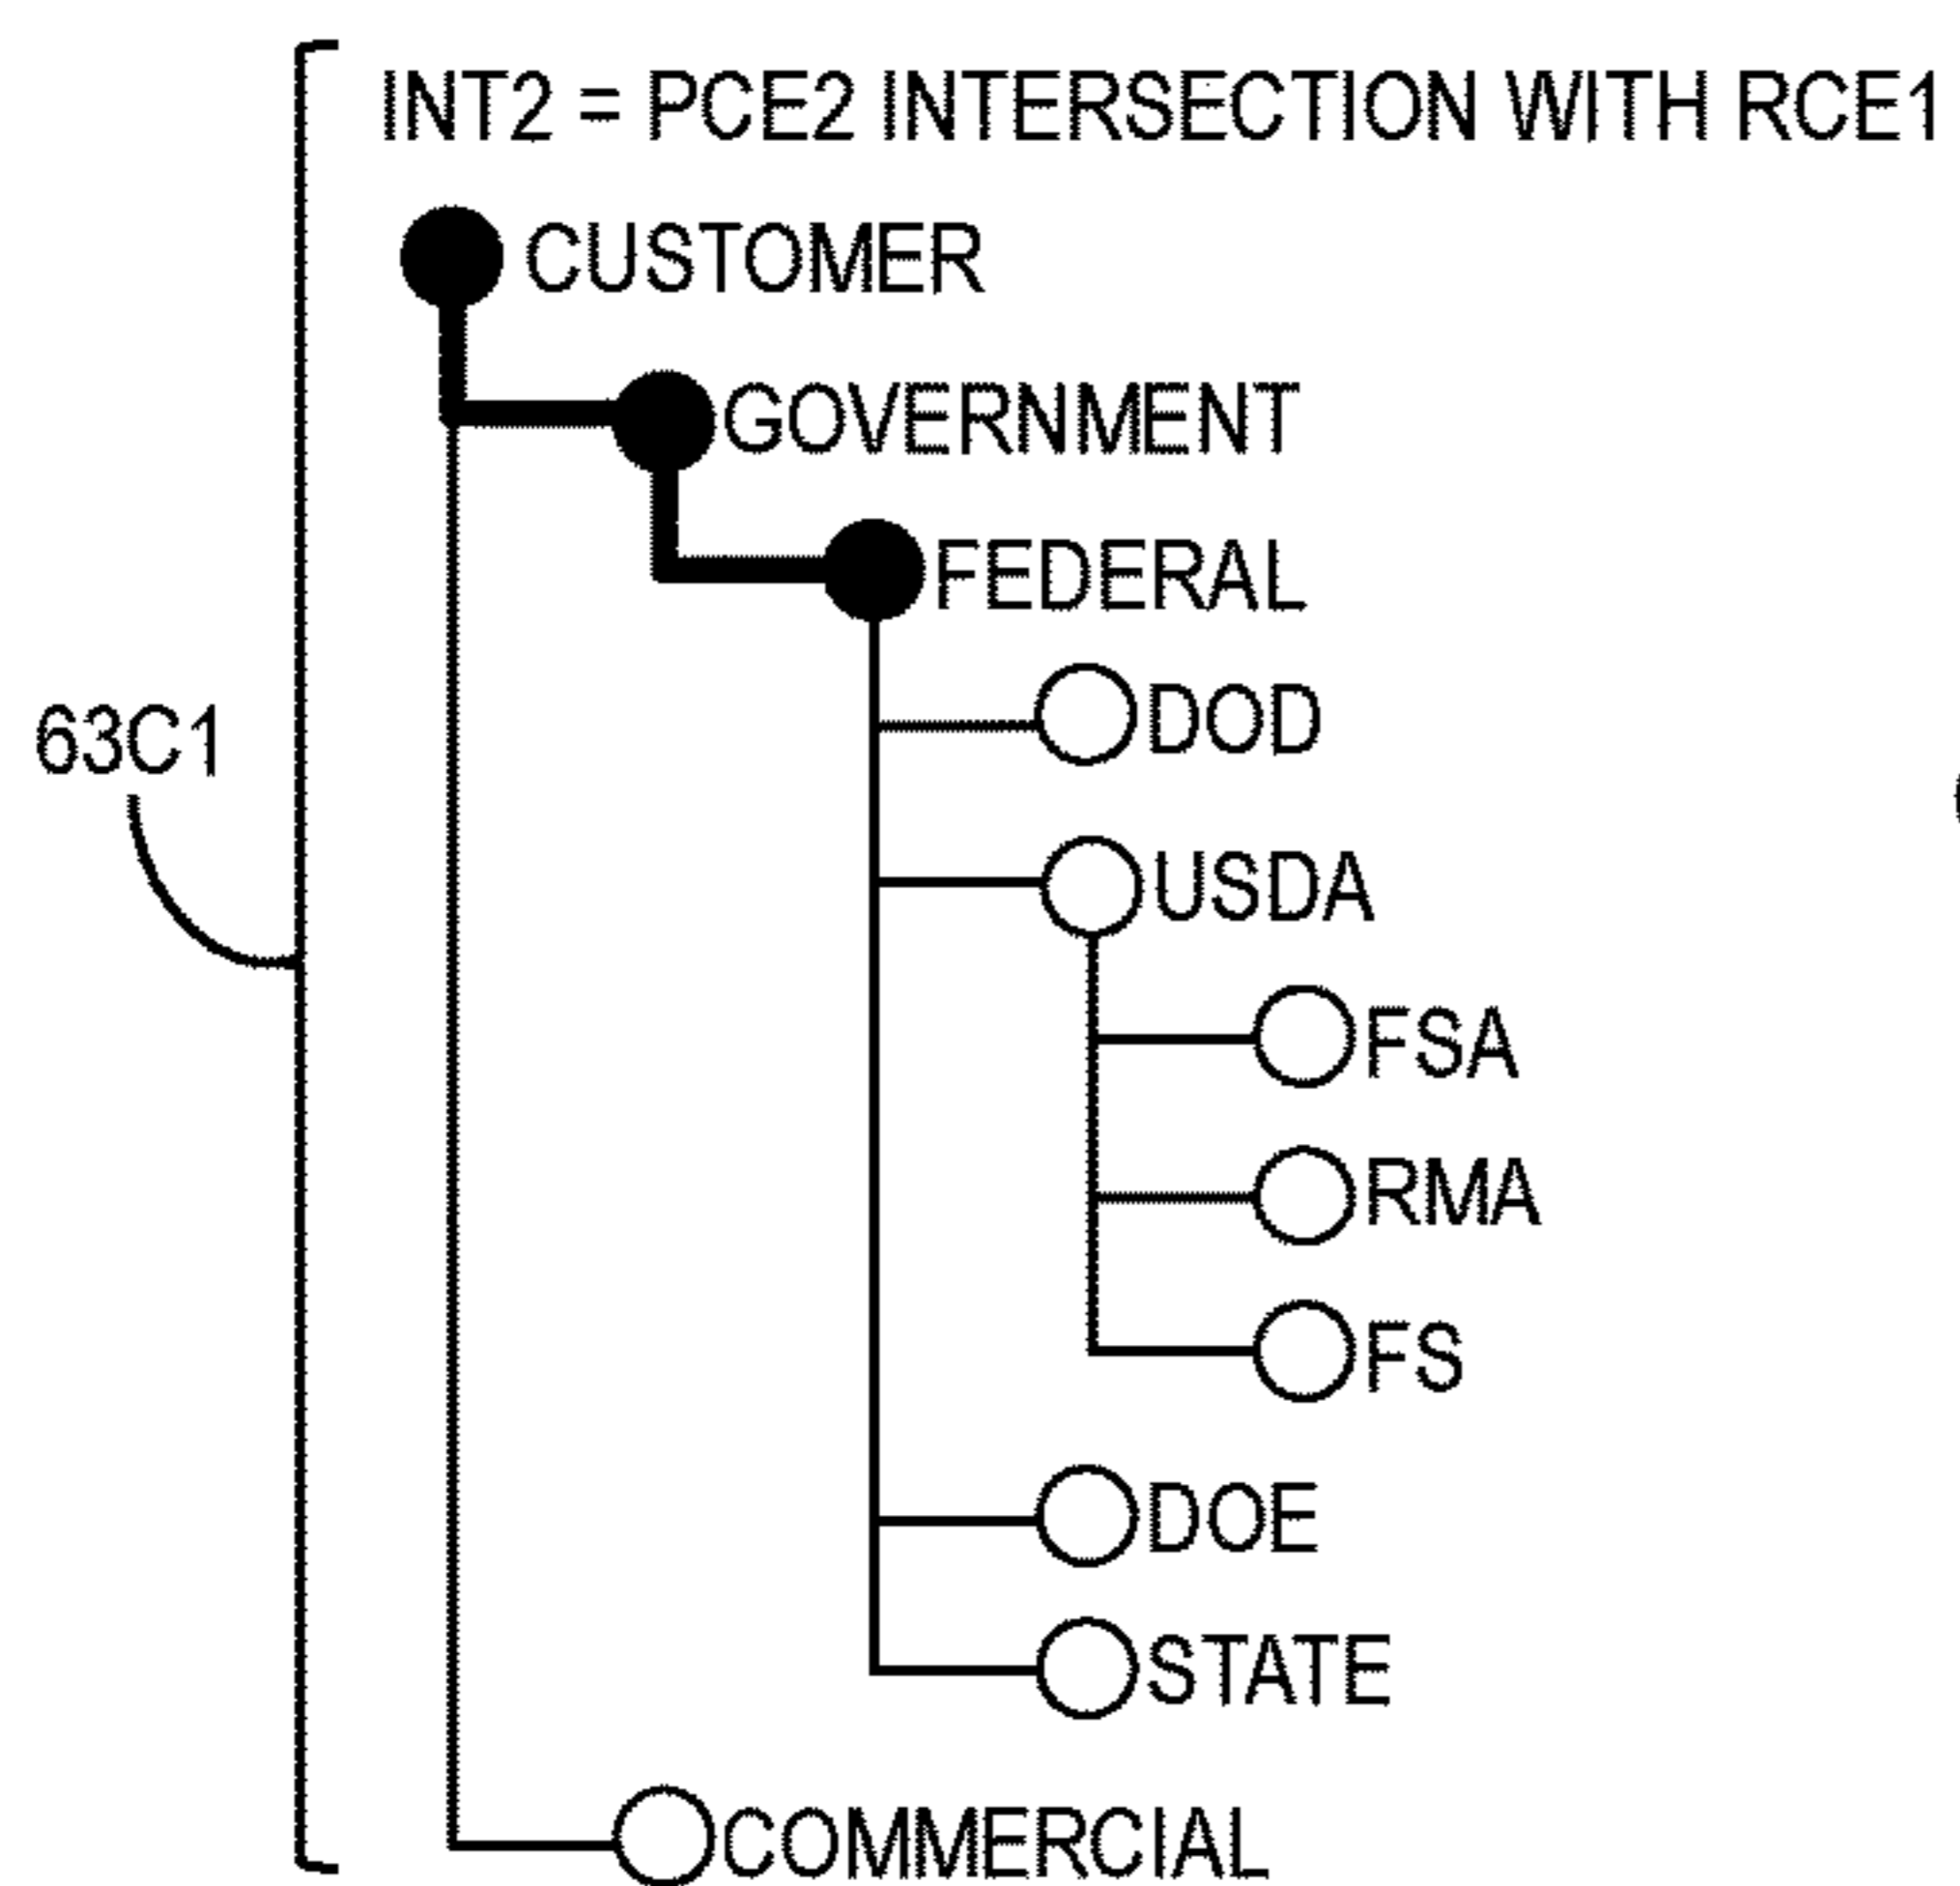 INT2 = PCE2 INTERSECTION WITH RCE1
CUSTOMER
GOVERNMENT
FEDERAL
DOD
63C1
USDA
FSA
RMA
FS
DOE
STATE
COMMERCIAL